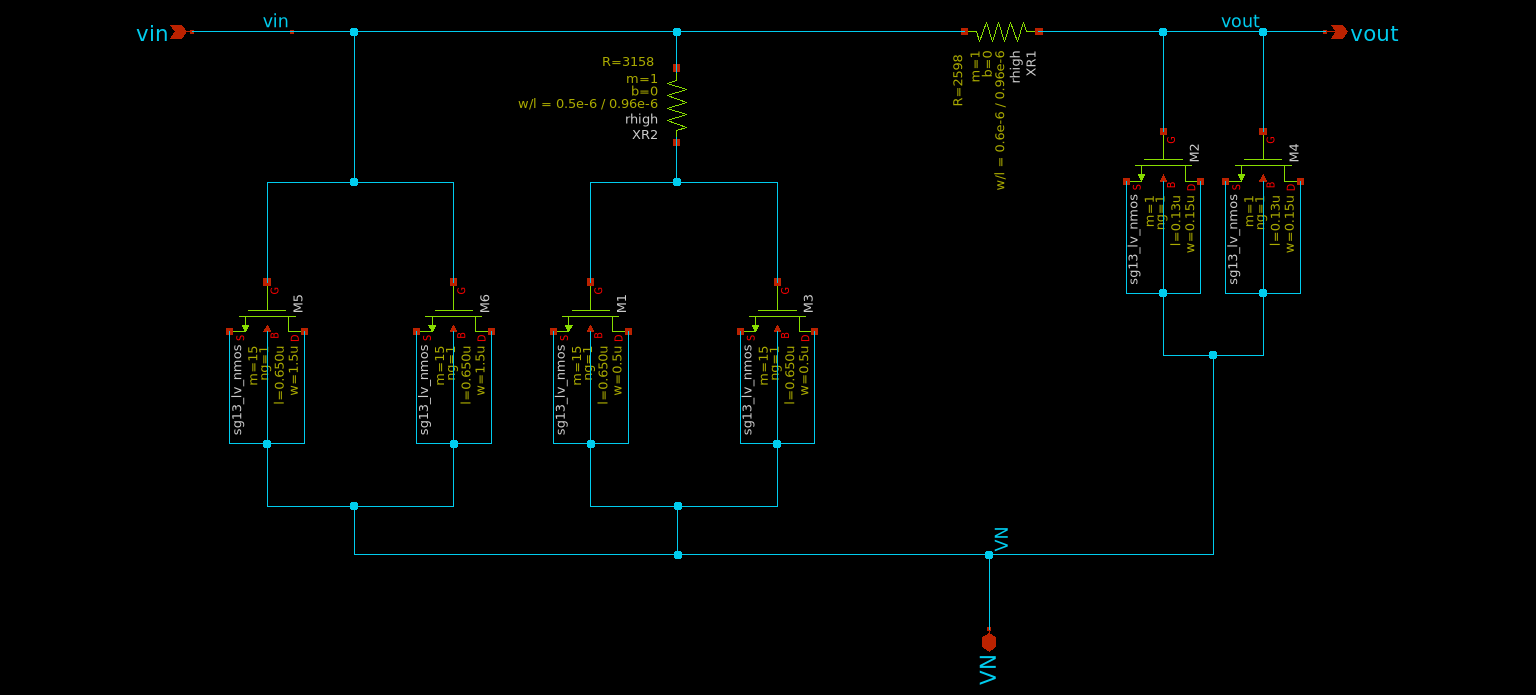 vin
vin
vout
vout
R=3158
m=1
b=0
w/l = 0.5e-6 / 0.96e-6
rhigh
XR2
R=2598
m=1
b=0
w/l = 0.6e-6 / 0.96e-6
rhigh
XR1
G
S
B
D
M2
sg13_lv_nmos
m=1
ng=1
l=0.13u
w=0.15u
G
S
B
D
M4
sg13_lv_nmos
m=1
ng=1
l=0.13u
w=0.15u
G
S
B
D
M5
sg13_lv_nmos
m=15
ng=1
l=0.650u
w=1.5u
G
S
B
D
M6
sg13_lv_nmos
m=15
ng=1
l=0.650u
w=1.5u
G
S
B
D
M1
sg13_lv_nmos
m=15
ng=1
l=0.650u
w=0.5u
G
S
B
D
M3
sg13_lv_nmos
m=15
ng=1
l=0.650u
w=0.5u
VN
VN